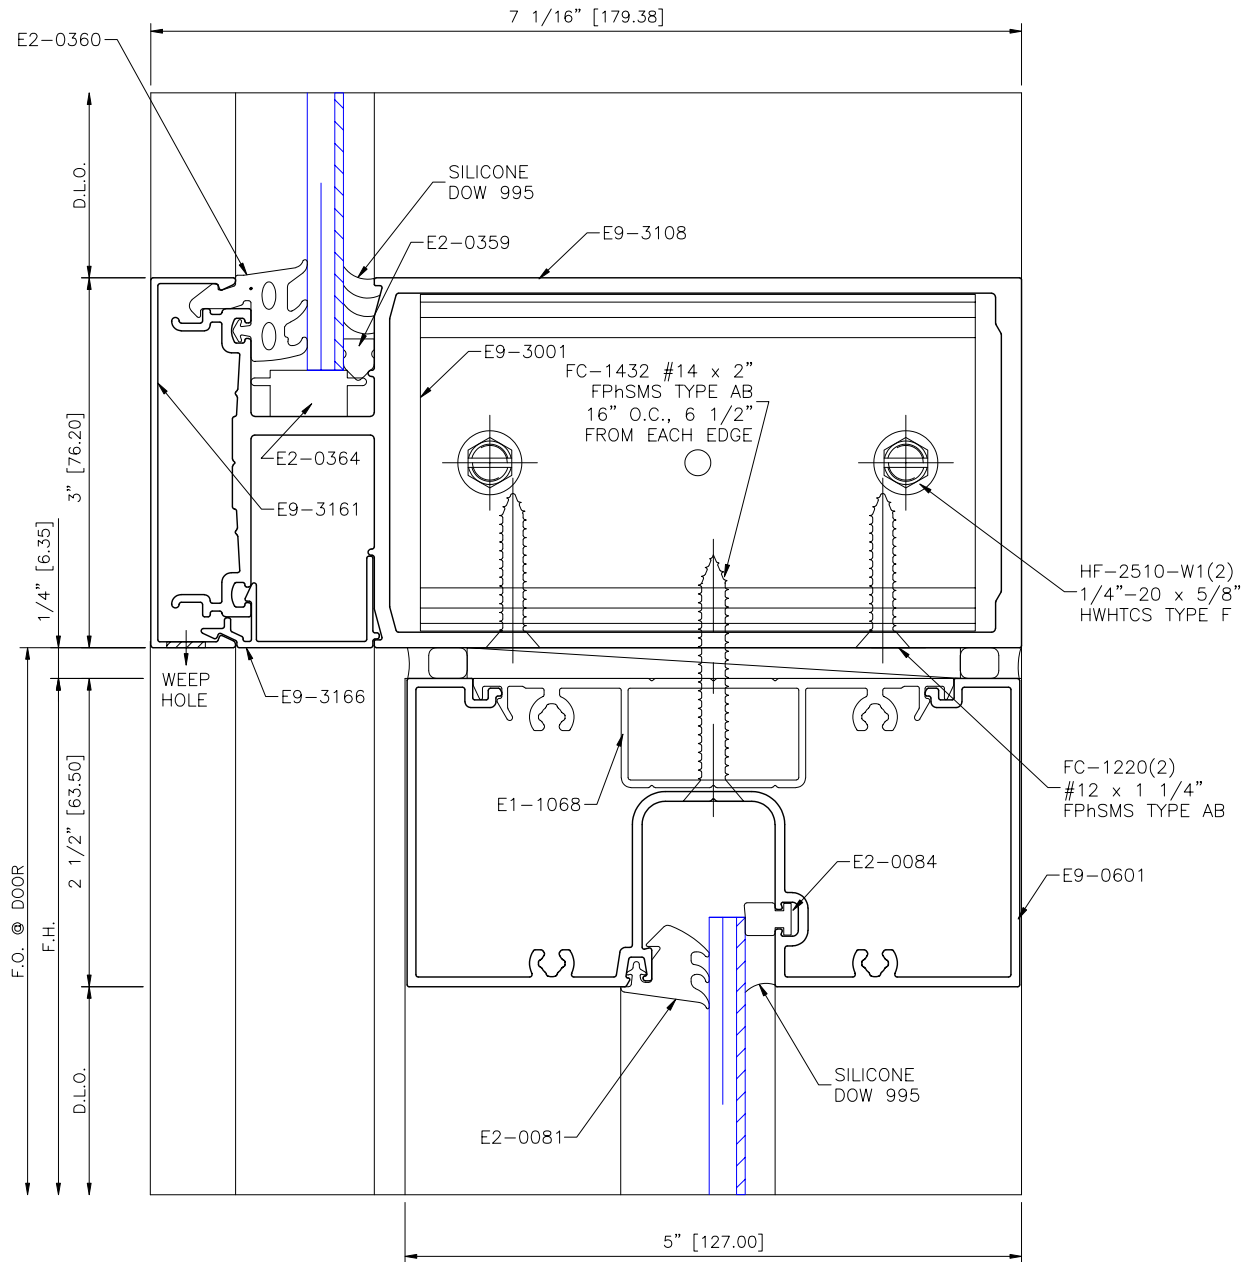 7 1/16” [179.38]
E2-0360
D.L.O.
SILICONE
DOW 995
E2-0359
E9-3108
E9-3001
FC-1432 #14 x 2”
FPhSMS TYPE AB
16” O.C., 6 1/2”
FROM EACH EDGE
3” [76.20]
E2-0364
E9-3161
1/4” [6.35]
HF-2510-W1(2)
1/4”-20 x 5/8”
HWHTCS TYPE F
WEEP
HOLE
E9-3166
FC-1220(2)
#12 x 1 1/4”
FPhSMS TYPE AB
E1-1068
2 1/2” [63.50]
E2-0084
E9-0601
F.O. @ DOOR
F.H.
D.L.O.
SILICONE
DOW 995
E2-0081
5” [127.00]